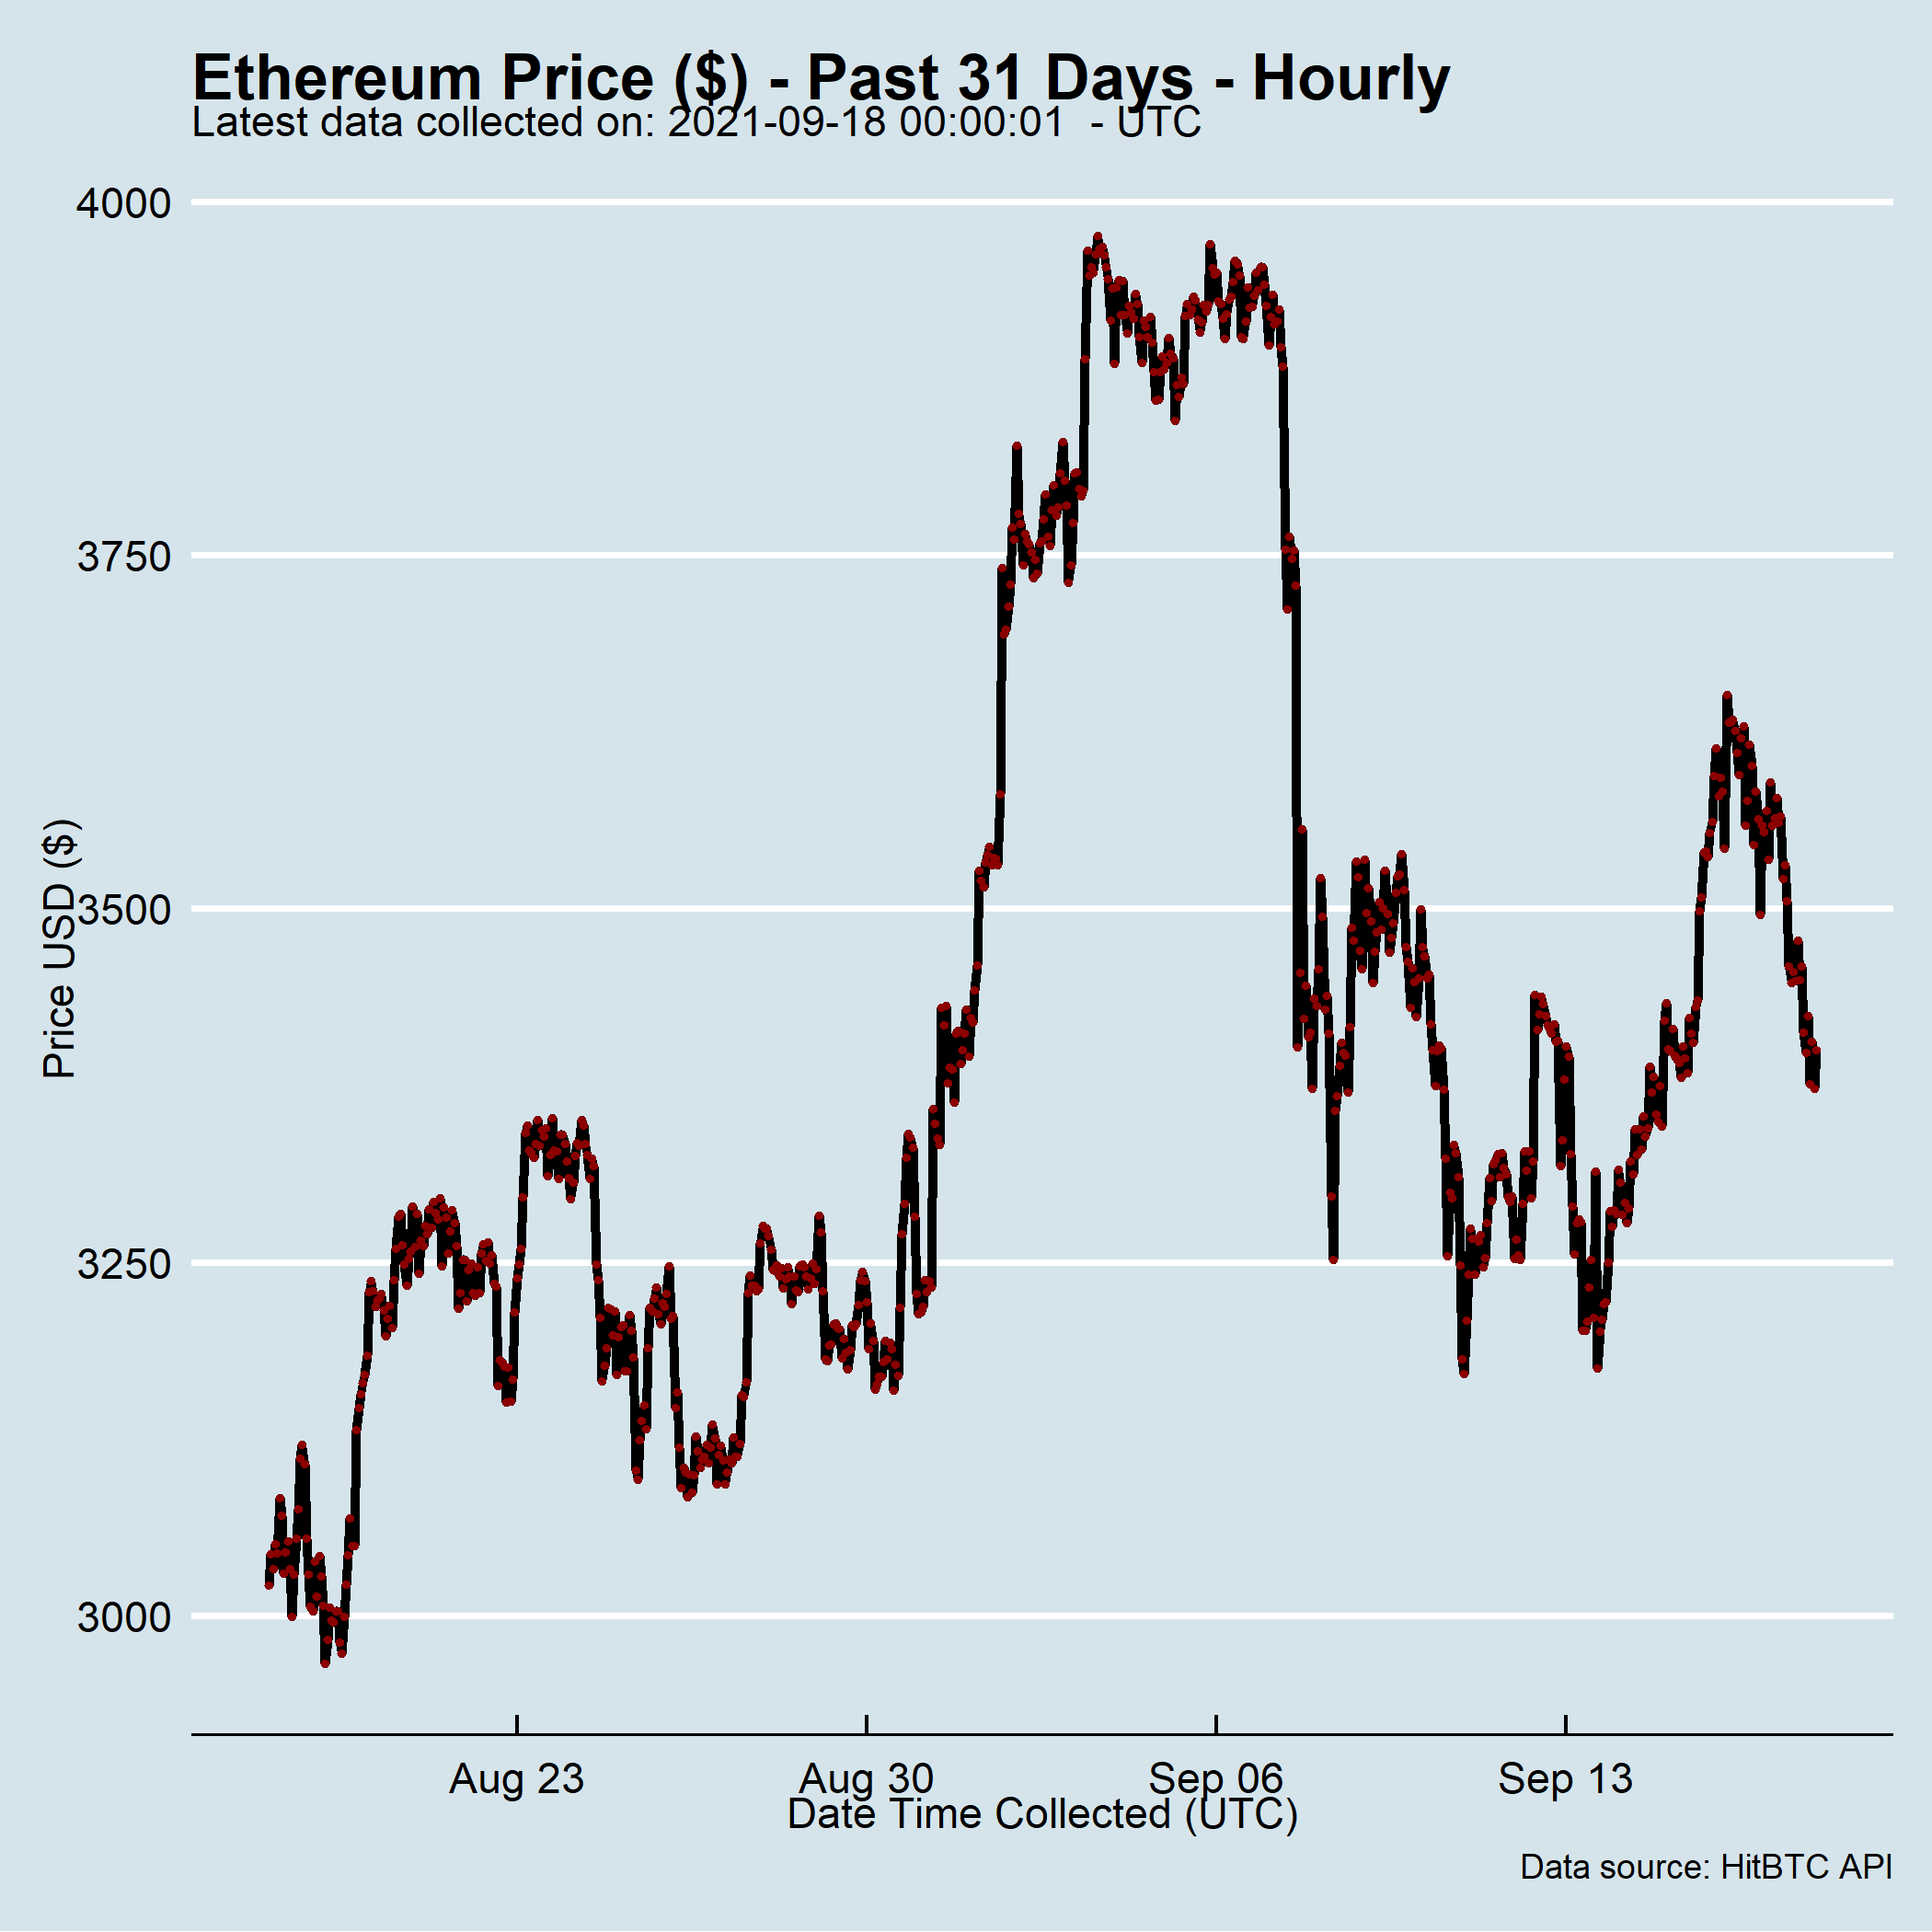 Ethereum Price ($) - Past 31 Days - Hourly
Latest data collected on: 2021-09-18 00:00:01  - UTC
4000
3750
3500
3250
3000
Price USD ($)
Aug 23
Aug 30
Sep 06
Sep 13
Date Time Collected (UTC)
Data source: HitBTC API